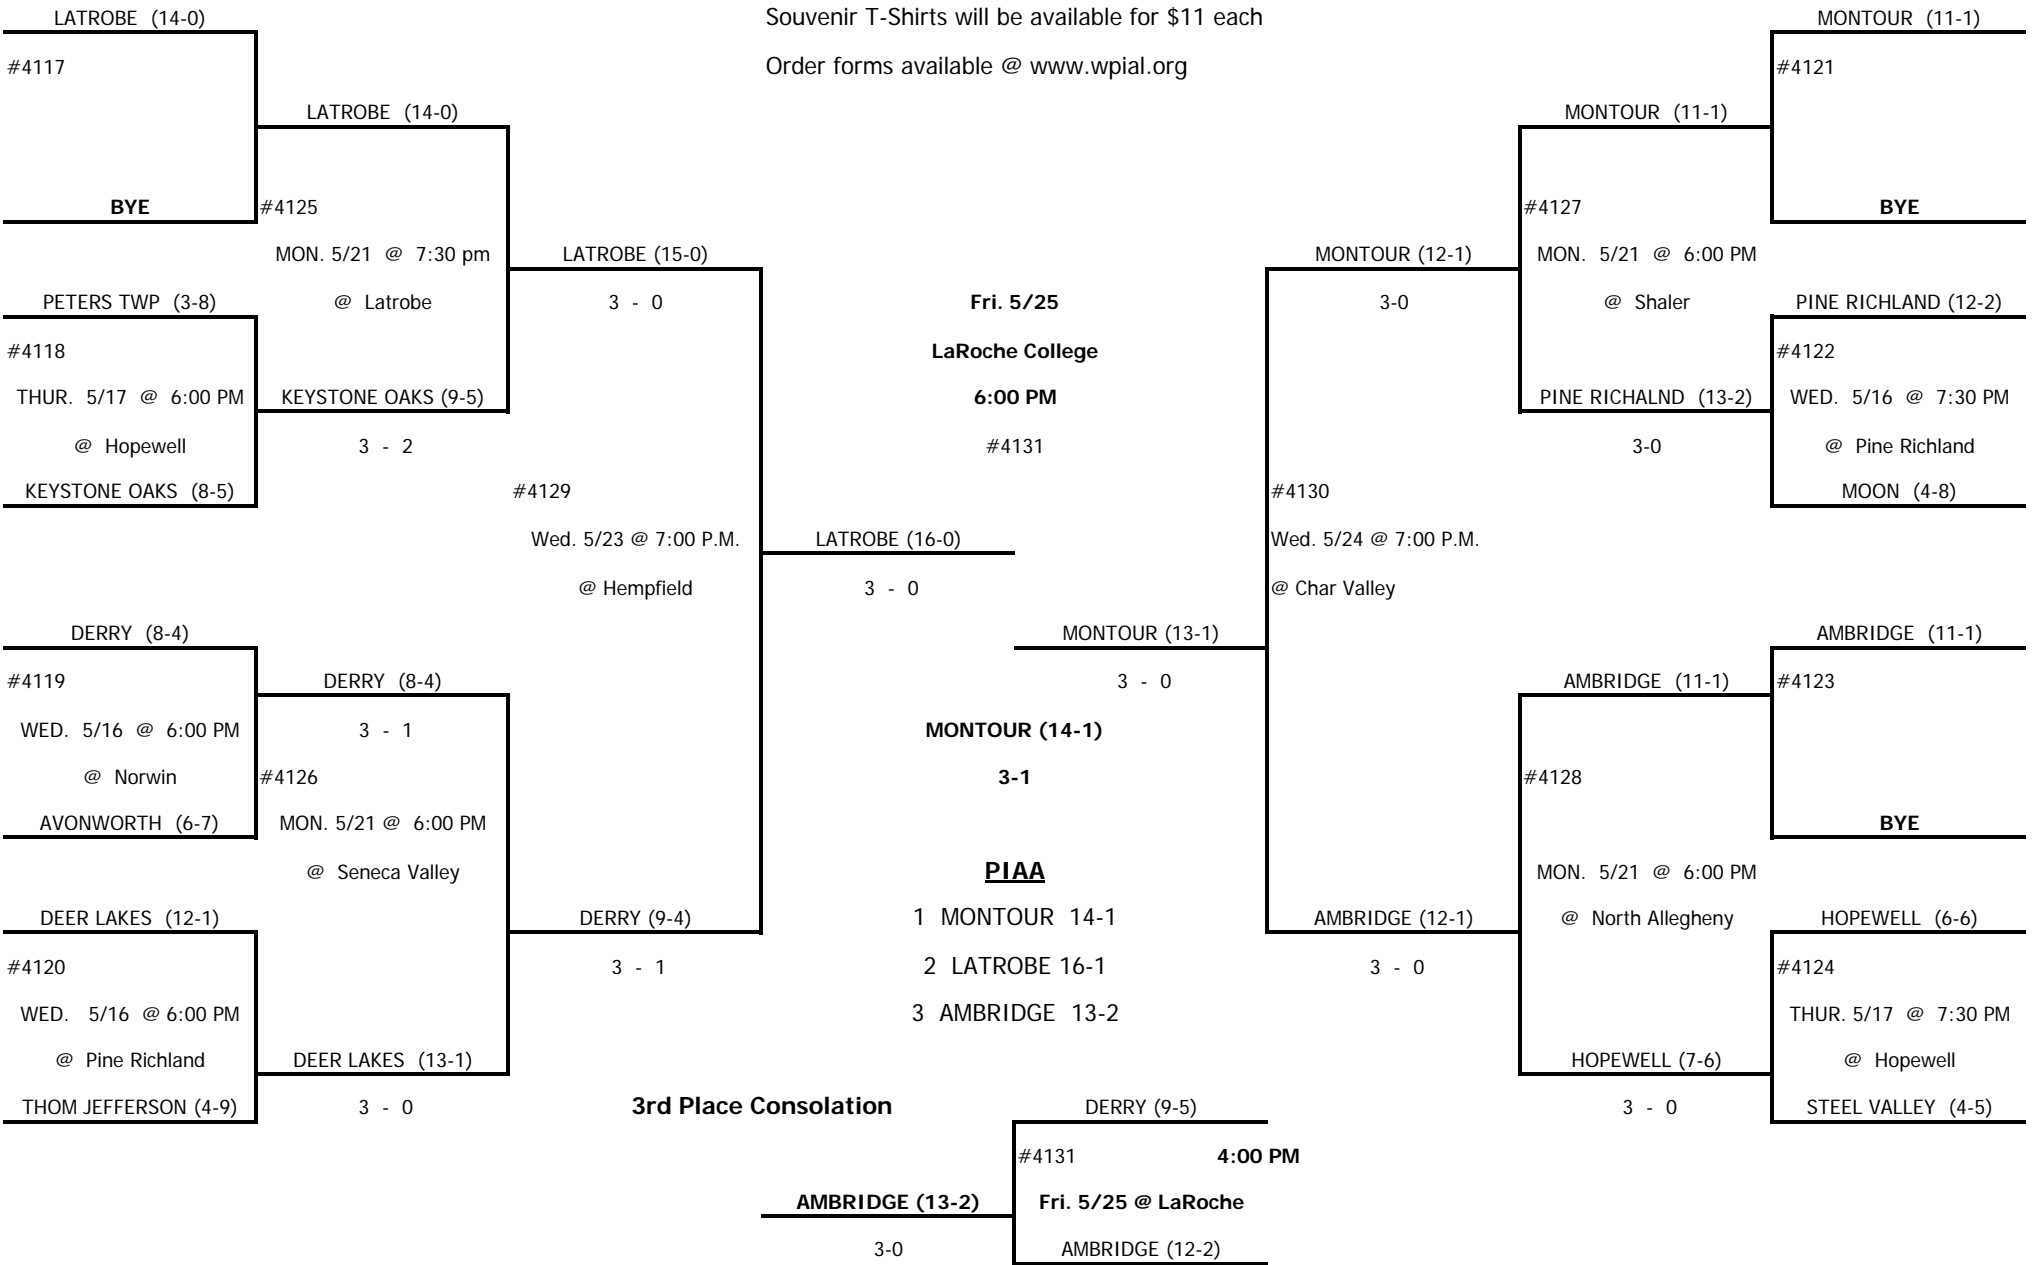 Souvenir T-Shirts will be available for $11 each
Order forms available @ www.wpial.org
LATROBE (14-0)
#4117
BYE
PETERS TWP (3-8)
#4118
THUR. 5/17 @ 6:00 PM
@ Hopewell
KEYSTONE OAKS (8-5)
DERRY (8-4)
#4119
WED. 5/16 @ 6:00 PM
@ Norwin
AVONWORTH (6-7)
DEER LAKES (12-1)
#4120
WED. 5/16 @ 6:00 PM
@ Pine Richland
THOM JEFFERSON (4-9)
LATROBE (14-0)
#4125
MON. 5/21 @ 7:30 pm
@ Latrobe
KEYSTONE OAKS (9-5)
3 - 2
DERRY (8-4)
3 - 1
#4126
MON. 5/21 @ 6:00 PM
@ Seneca Valley
DEER LAKES (13-1)
3 - 0
LATROBE (15-0)
3 - 0
#4129
Wed. 5/23 @ 7:00 P.M.
@ Hempfield
DERRY (9-4)
3 - 1
LATROBE (16-0)
3 - 0
Fri. 5/25
LaRoche College
6:00 PM
#4131
MONTOUR (13-1)
3 - 0
MONTOUR (14-1)
3-1
PIAA
1 MONTOUR 14-1
2 LATROBE 16-1
3 AMBRIDGE 13-2
MONTOUR (12-1)
3-0
#4130
Wed. 5/24 @ 7:00 P.M.
@ Char Valley
AMBRIDGE (12-1)
3 - 0
MONTOUR (11-1)
#4127
MON. 5/21 @ 6:00 PM
@ Shaler
PINE RICHALND (13-2)
3-0
AMBRIDGE (11-1)
#4128
MON. 5/21 @ 6:00 PM
@ North Allegheny
HOPEWELL (7-6)
3 - 0
MONTOUR (11-1)
#4121
BYE
PINE RICHLAND (12-2)
#4122
WED. 5/16 @ 7:30 PM
@ Pine Richland
MOON (4-8)
AMBRIDGE (11-1)
#4123
BYE
HOPEWELL (6-6)
#4124
THUR. 5/17 @ 7:30 PM
@ Hopewell
STEEL VALLEY (4-5)
3rd Place Consolation
DERRY (9-5)
#4131 4:00 PM
AMBRIDGE (13-2)
Fri. 5/25 @ LaRoche
3-0
AMBRIDGE (12-2)